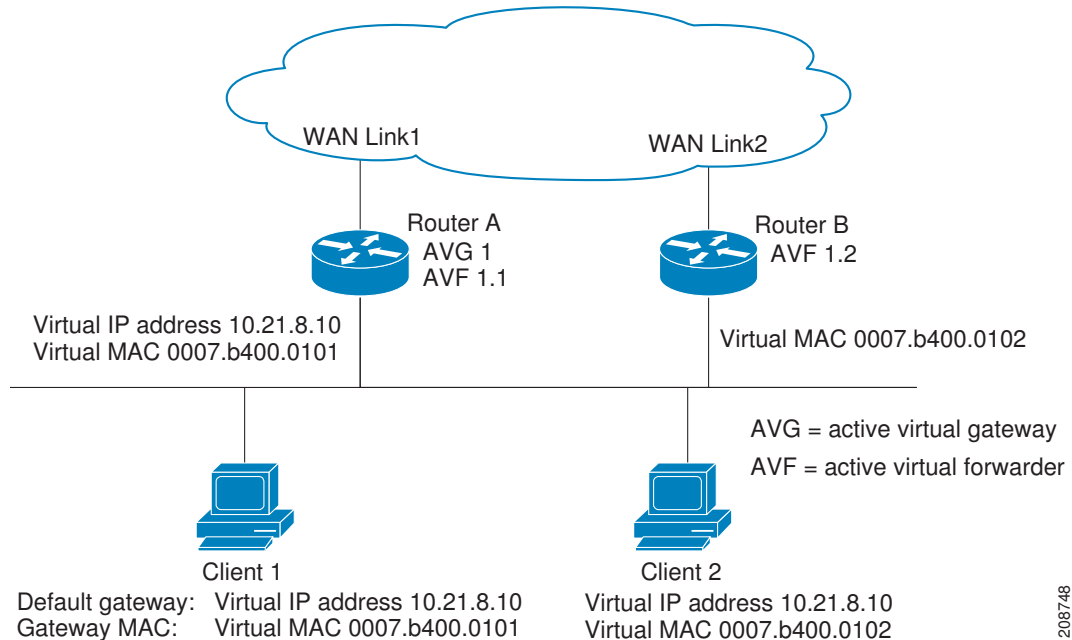 WAN Link1
WAN Link2
Router A
AVG 1
AVF 1.1
Router B
AVF 1.2
Virtual IP address 10.21.8.10
Virtual MAC 0007.b400.0101
Virtual MAC 0007.b400.0102
AVG = active virtual gateway
AVF = active virtual forwarder
Client 1
Client 2
Default gateway: Virtual IP address 10.21.8.10
Gateway MAC: Virtual MAC 0007.b400.0101
Virtual IP address 10.21.8.10
Virtual MAC 0007.b400.0102
208748